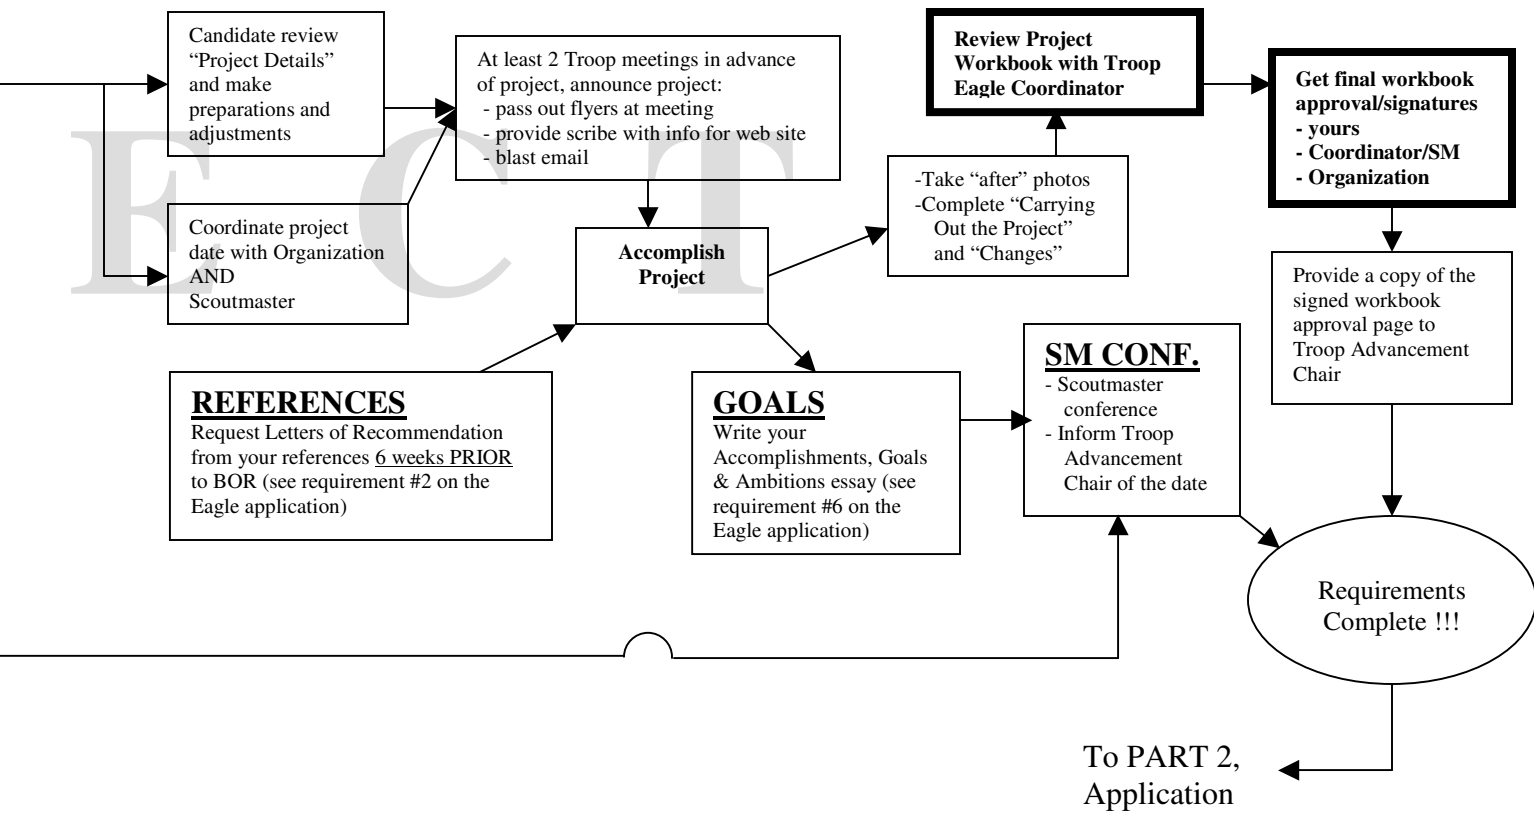 Candidate review
“Project Details”
and make
preparations and
adjustments
At least 2 Troop meetings in advance
of project, announce project:
- pass out flyers at meeting
- provide scribe with info for web site
- blast email
Review Project
Workbook with Troop
Eagle Coordinator
Get final workbook
approval/signatures
- yours
- Coordinator/SM
- Organization
E C T
-Take “after” photos
-Complete “Carrying
Out the Project”
and “Changes”
Coordinate project
date with Organization
AND
Scoutmaster
Accomplish
Project
Provide a copy of the
signed workbook
approval page to
Troop Advancement
Chair
REFERENCES
Request Letters of Recommendation
from your references 6 weeks PRIOR
to BOR (see requirement #2 on the
Eagle application)
GOALS
Write your
Accomplishments, Goals
& Ambitions essay (see
requirement #6 on the
Eagle application)
SM CONF.
- Scoutmaster
conference
- Inform Troop
Advancement
Chair of the date
Requirements
Complete !!!
To PART 2,
Application